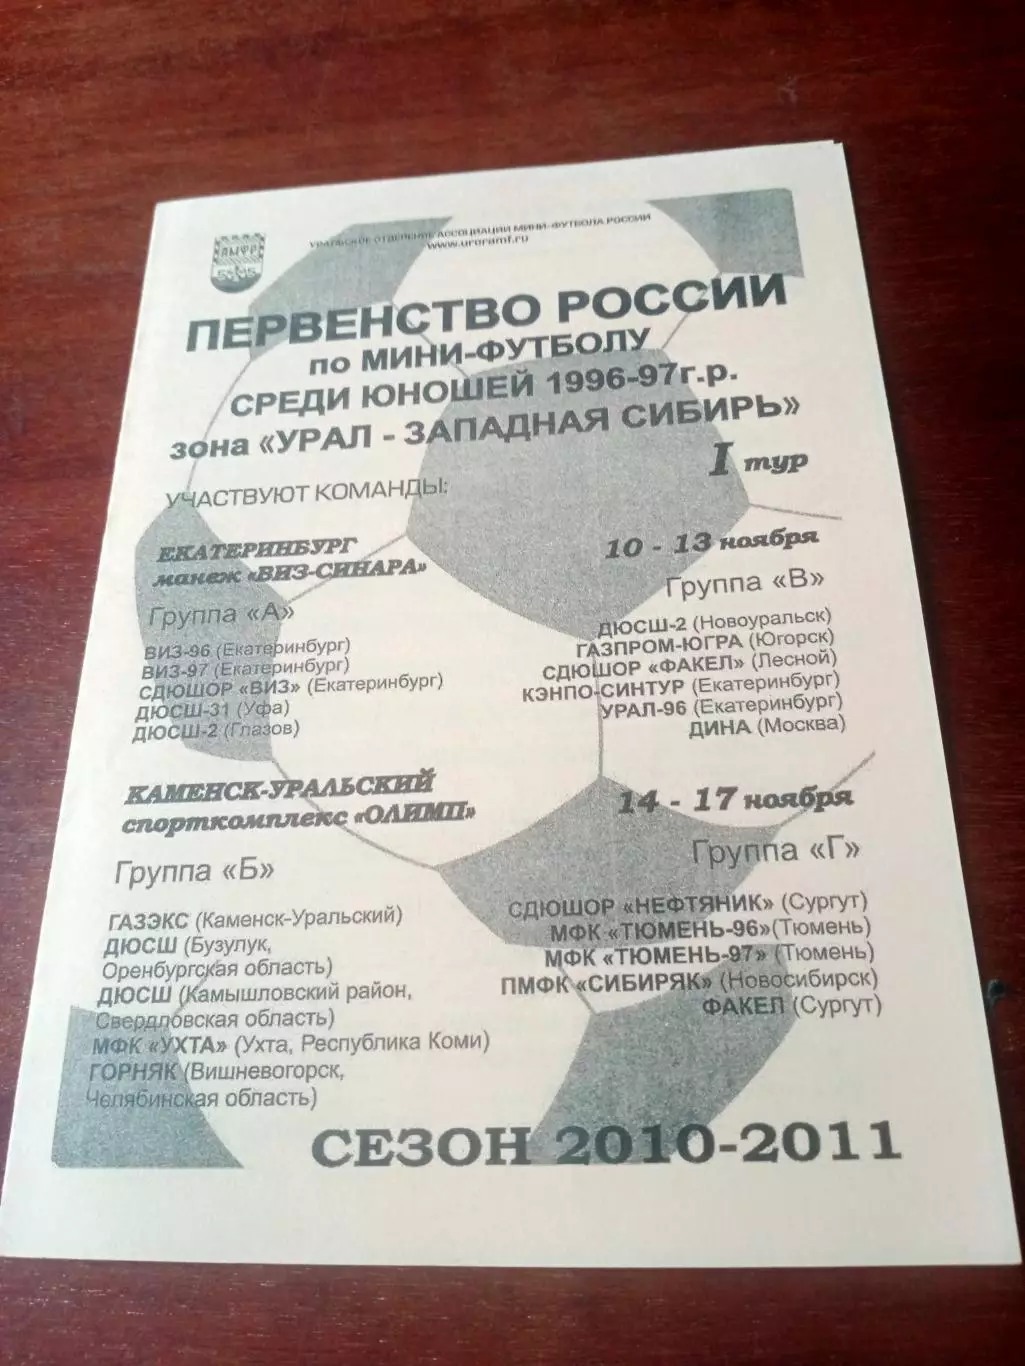 УРАЛЬСКОЕ ОТДЕЛЕНИЕ АССОЦИАЦИИ МИНИ-ФУТБОЛА РОССИИ
www.uroramf.ru
АМФР
ПЕРВЕНСТВО РОССИИ
по МИНИ-ФУТБОЛУ
СРЕДИ ЮНОШЕЙ 1996-97г.р.
зона «УРАЛ - ЗАПАДНАЯ СИБИРЬ»
I тур
УЧАСТВУЮТ КОМАНДЫ:
ЕКАТЕРИНБУРГ
манеж «ВИЗ-СИНАРА»
10 - 13 ноября
Группа «А»
ВИЗ-96 (Екатеринбург)
ВИЗ-97 (Екатеринбург)
СДЮШОР «ВИЗ» (Екатеринбург)
ДЮСШ-31 (Уфа)
ДЮСШ-2 (Глазов)
Группа «В»
ДЮСШ-2 (Новоуральск)
ГАЗПРОМ-ЮГРА (Югорск)
СДЮШОР «ФАКЕЛ» (Лесной)
КЭНПО-СИНТУР (Екатеринбург)
УРАЛ-96 (Екатеринбург)
ДИНА (Москва)
КАМЕНСК-УРАЛЬСКИЙ
спорткомплекс «ОЛИМП»
14 - 17 ноября
Группа «Б»
ГАЗЭКС (Каменск-Уральский)
ДЮСШ (Бузулук,
Оренбургская область)
ДЮСШ (Камышловский район,
Свердловская область)
МФК «УХТА» (Ухта, Республика Коми)
ГОРНЯК (Вишневогорск,
Челябинская область)
Группа «Г»
СДЮШОР «НЕФТЯНИК» (Сургут)
МФК «ТЮМЕНЬ-96»(Тюмень)
МФК «ТЮМЕНЬ-97» (Тюмень)
ПМФК «СИБИРЯК» (Новосибирск)
ФАКЕЛ (Сургут)
СЕЗОН 2010-2011